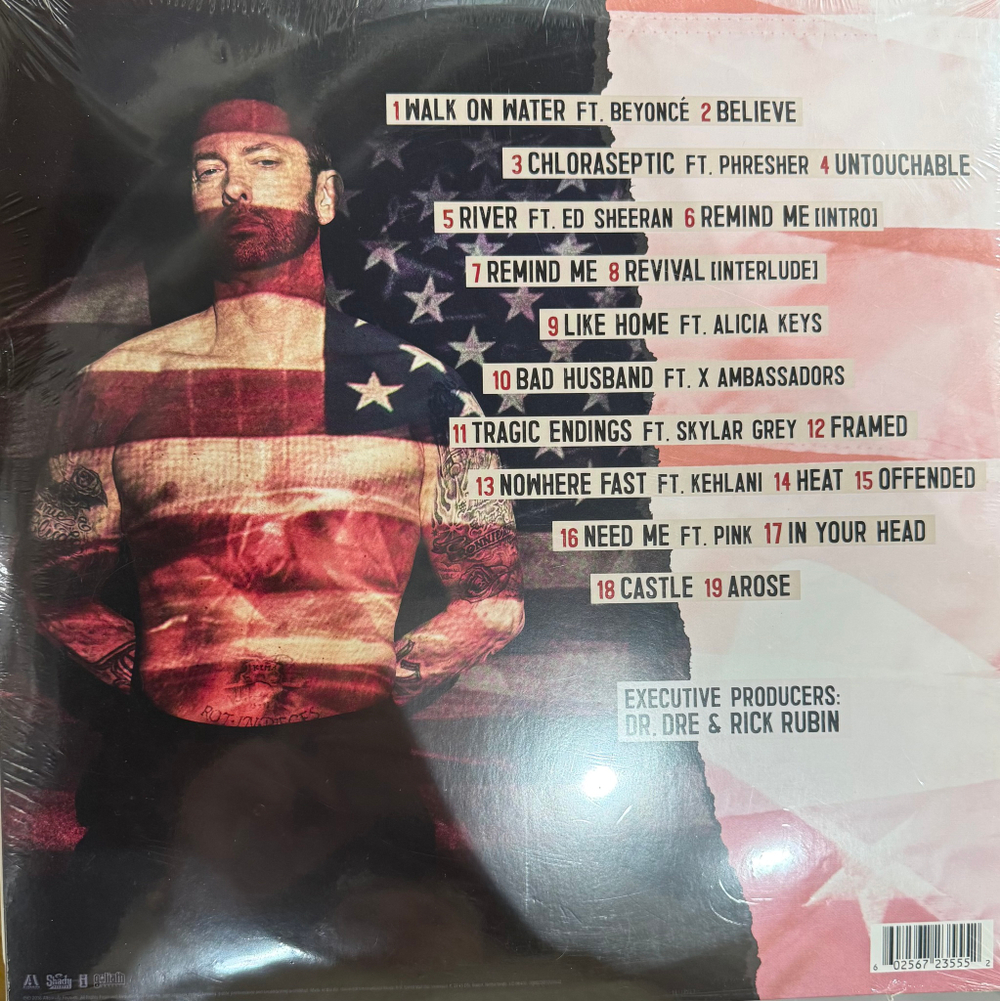 1 WALK ON WATER FT. BEYONCÉ 2 BELIEVE
3 CHLORASEPTIC FT. PHRESHER 4 UNTOUCHABLE
5 RIVER FT. ED SHEERAN 6 REMIND ME [INTRO]
7 REMIND ME 8 REVIVAL [INTERLUDE]
9 LIKE HOME FT. ALICIA KEYS
10 BAD HUSBAND FT. X AMBASSADORS
11 TRAGIC ENDINGS FT. SKYLAR GREY 12 FRAMED
13 NOWHERE FAST FT. KEHLANI 14 HEAT 15 OFFENDED
16 NEED ME FT. PINK 17 IN YOUR HEAD
18 CASTLE 19 AROSE
ROT IN PIECES
EXECUTIVE PRODUCERS:
DR. DRE & RICK RUBIN
Shady
6 02567 23555 2